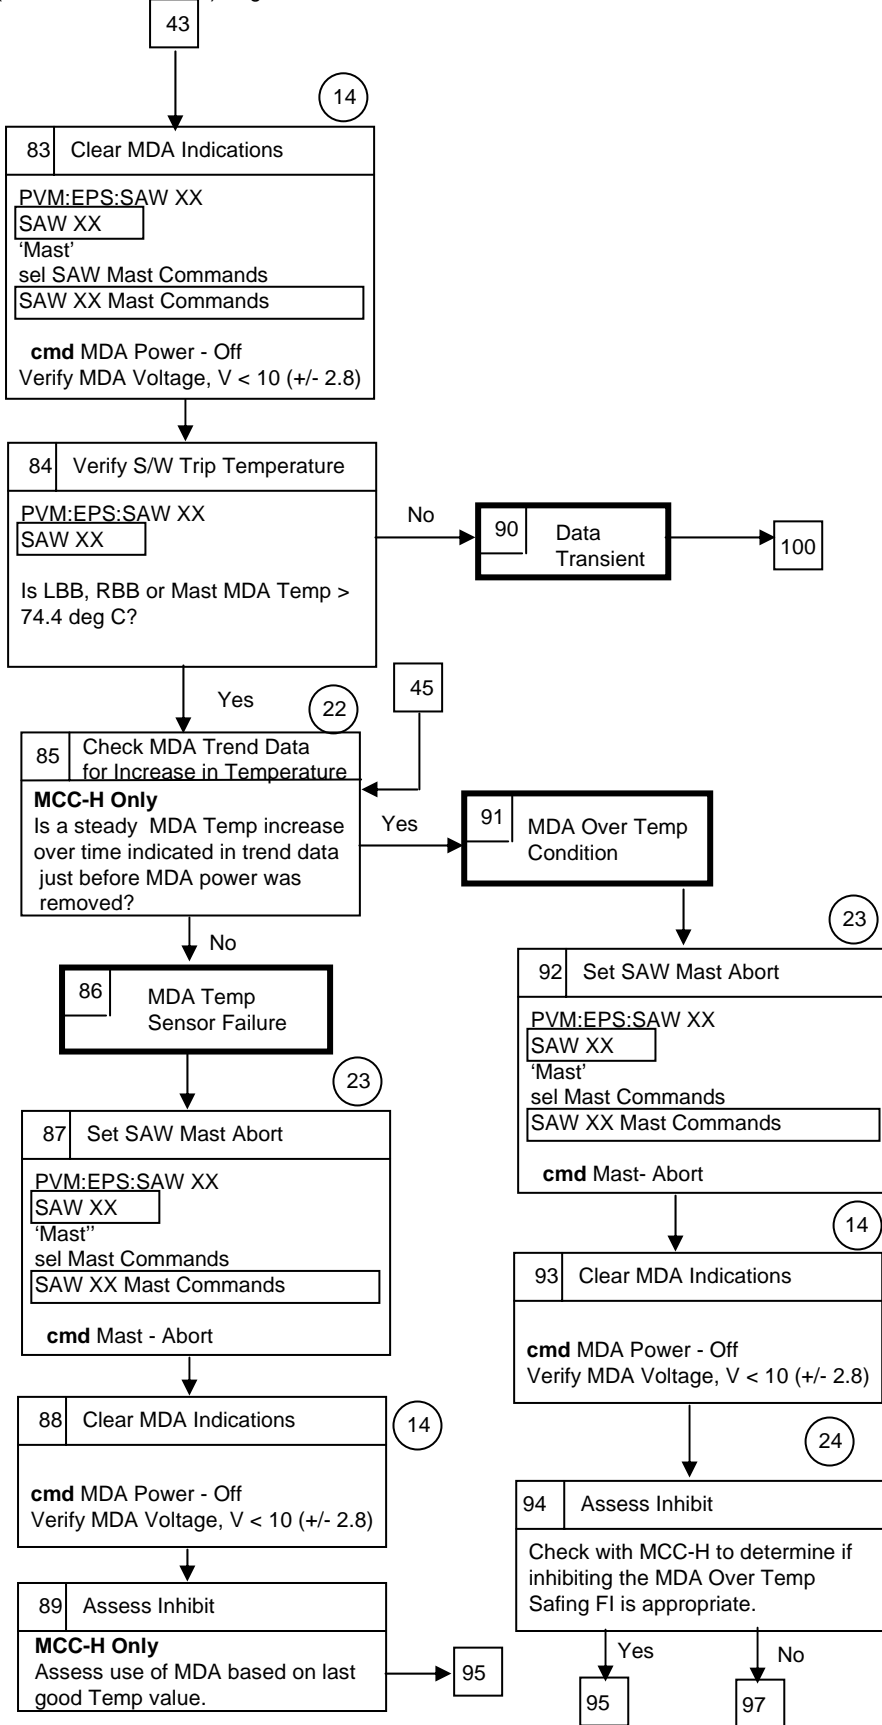 43
14
83 Clear MDA Indications
PVM:EPS:SAW XX
SAW XX
‘Mast’
sel SAW Mast Commands
SAW XX Mast Commands
cmd MDA Power - Off
Verify MDA Voltage, V < 10 (+/- 2.8)
84 Verify S/W Trip Temperature
PVM:EPS:SAW XX
SAW XX
Is LBB, RBB or Mast MDA Temp >
74.4 deg C?
No
90 Data
Transient
100
Yes
45
22
85 Check MDA Trend Data
for Increase in Temperature
MCC-H Only
Is a steady MDA Temp increase
over time indicated in trend data
just before MDA power was
removed?
Yes
91 MDA Over Temp
Condition
No
86 MDA Temp
Sensor Failure
23
87 Set SAW Mast Abort
PVM:EPS:SAW XX
SAW XX
‘Mast’'
sel Mast Commands
SAW XX Mast Commands
cmd Mast - Abort
88 Clear MDA Indications
14
cmd MDA Power - Off
Verify MDA Voltage, V < 10 (+/- 2.8)
89 Assess Inhibit
MCC-H Only
Assess use of MDA based on last
good Temp value.
95
23
92 Set SAW Mast Abort
PVM:EPS:SAW XX
SAW XX
‘Mast’
sel Mast Commands
SAW XX Mast Commands
cmd Mast- Abort
14
93 Clear MDA Indications
cmd MDA Power - Off
Verify MDA Voltage, V < 10 (+/- 2.8)
24
94 Assess Inhibit
Check with MCC-H to determine if
inhibiting the MDA Over Temp
Safing FI is appropriate.
Yes
No
95
97